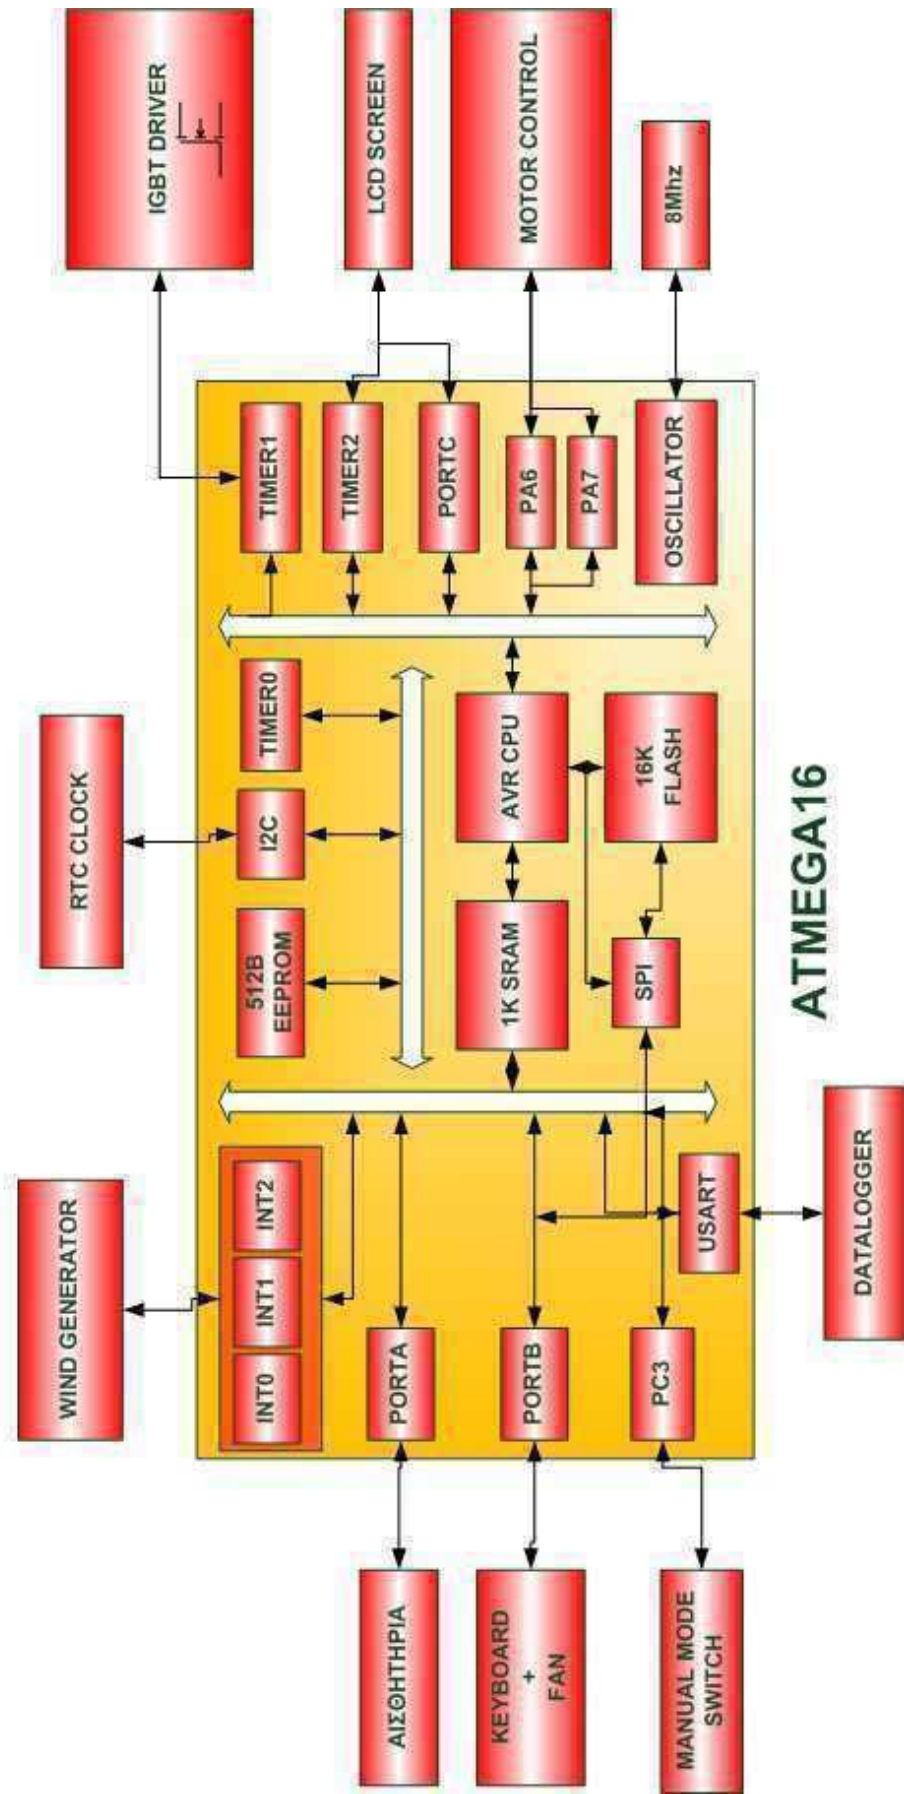 WIND GENERATOR
RTC CLOCK
IGBT DRIVER
INT0
INT1
INT2
512B
EEPROM
I2C
TIMER0
TIMER1
TIMER2
LCD SCREEN
ΑΙΣΘΗΤΗΡΙΑ
PORTA
PORTC
KEYBOARD
+
FAN
PORTB
1K SRAM
AVR CPU
PA6
PA7
MOTOR CONTROL
MANUAL MODE
SWITCH
PC3
SPI
16K
FLASH
OSCILLATOR
8Mhz
USART
ATMEGA16
DATALOGGER